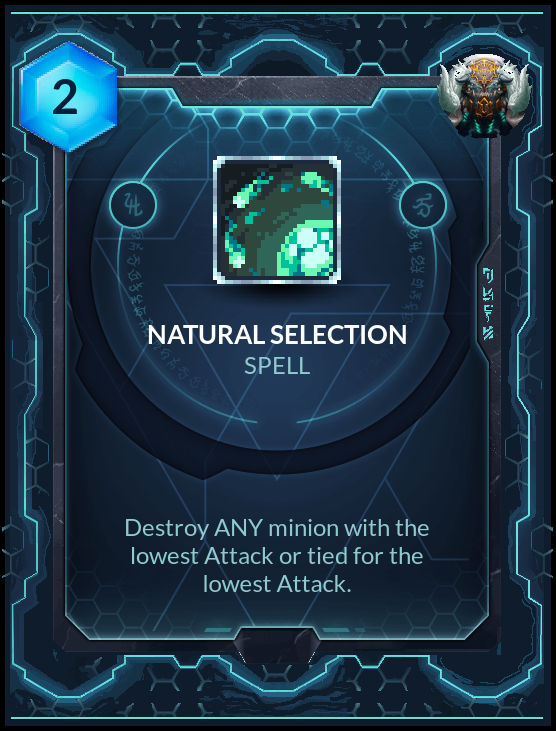 2
NATURAL SELECTION
SPELL
Destroy ANY minion with the
lowest Attack or tied for the
lowest Attack.